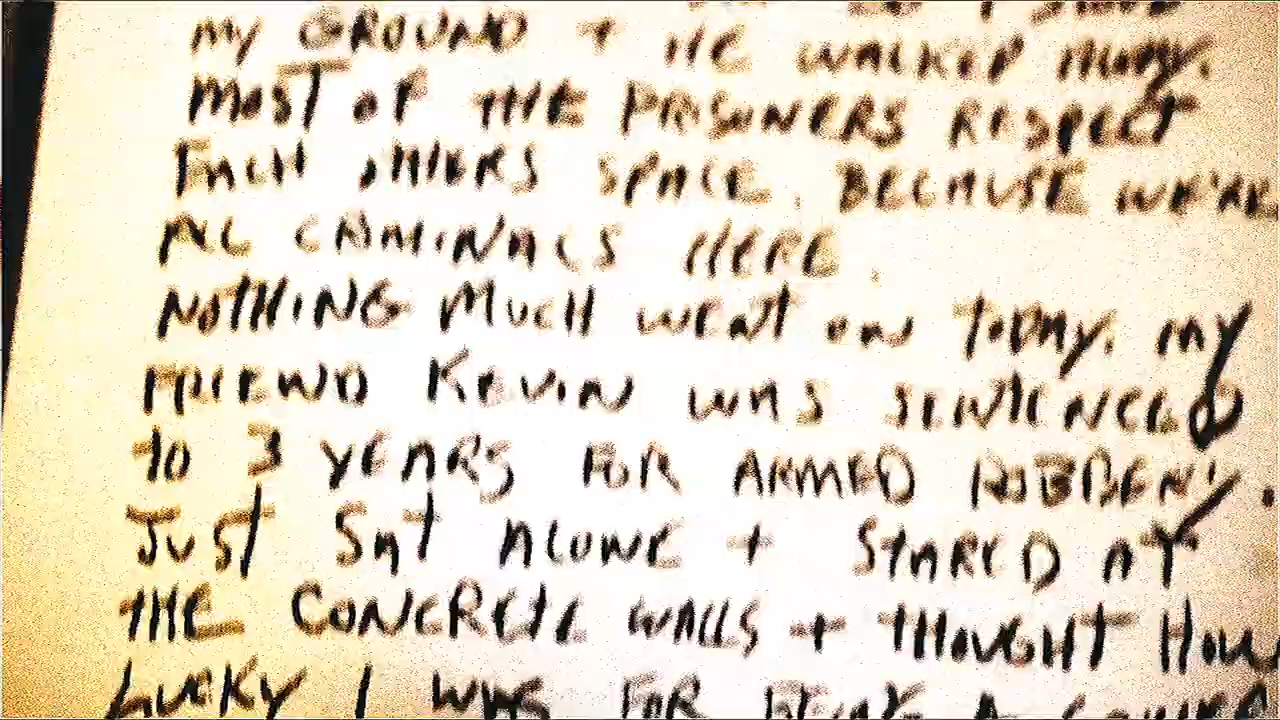 MY GROUND + HE WALKED AWAY.
MOST OF THE PRISONERS RESPECT
EACH OTHERS SPACE, BECAUSE WE'RE
ALL CRIMINALS HERE.
NOTHING MUCH WENT ON TODAY. MY
FRIEND KEVIN WAS SENTENCED
TO 3 YEARS FOR ARMED ROBBERY.
JUST SAT ALONE + STARED AT
THE CONCRETE WALLS + THOUGHT HOW
LUCKY I WAS FOR BEING A